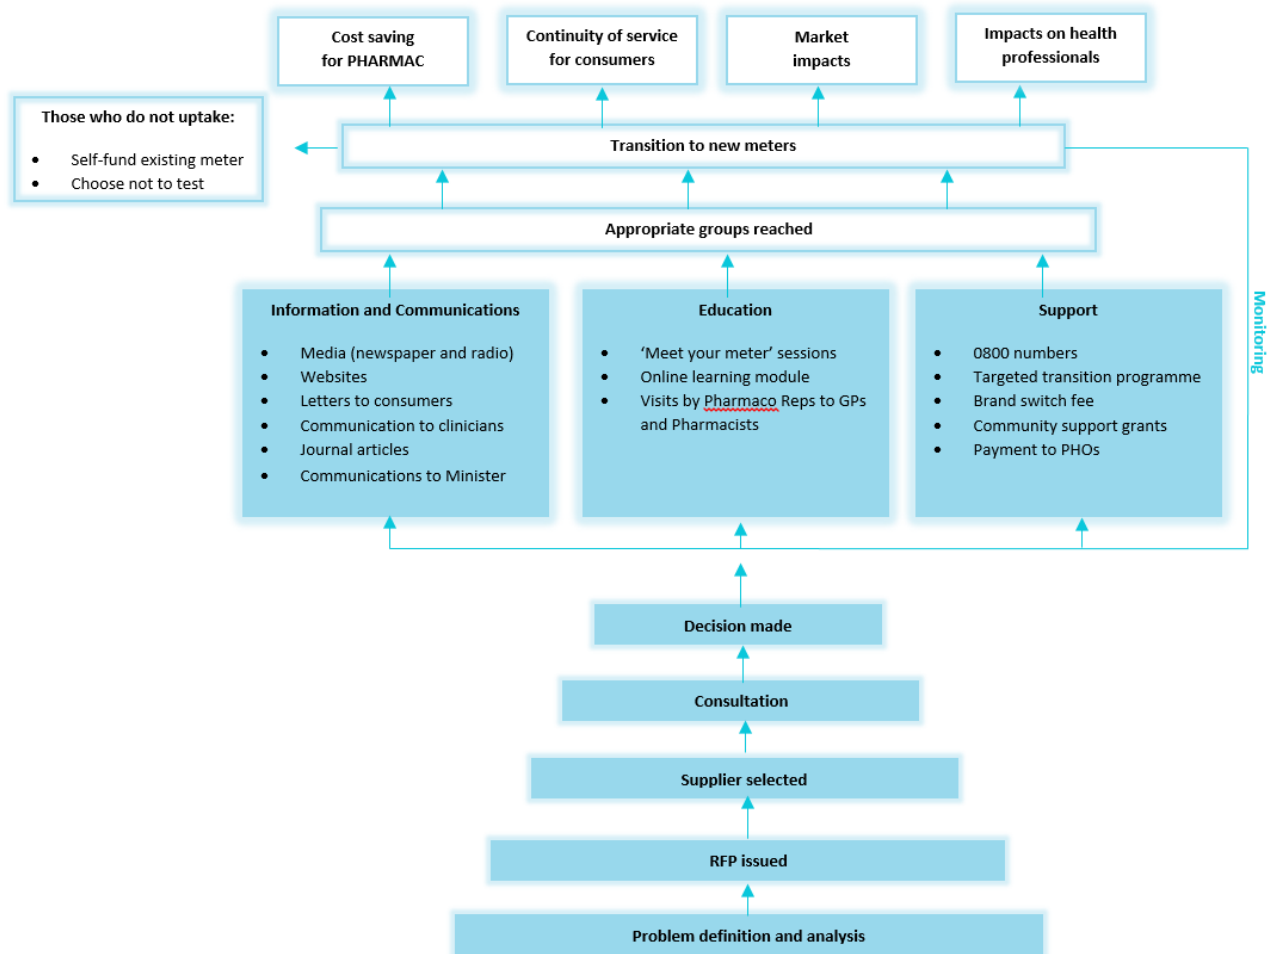 Cost saving
for PHARMAC
Continuity of service
for consumers
Market
impacts
Impacts on health
professionals
Those who do not uptake:
• Self-fund existing meter
• Choose not to test
Transition to new meters
Appropriate groups reached
Information and Communications
• Media (newspaper and radio)
• Websites
• Letters to consumers
• Communication to clinicians
• Journal articles
• Communications to Minister
Education
• ‘Meet your meter’ sessions
• Online learning module
• Visits by Pharmaco Reps to GPs
and Pharmacists
Support
• 0800 numbers
• Targeted transition programme
• Brand switch fee
• Community support grants
• Payment to PHOs
Monitoring
Decision made
Consultation
Supplier selected
RFP issued
Problem definition and analysis